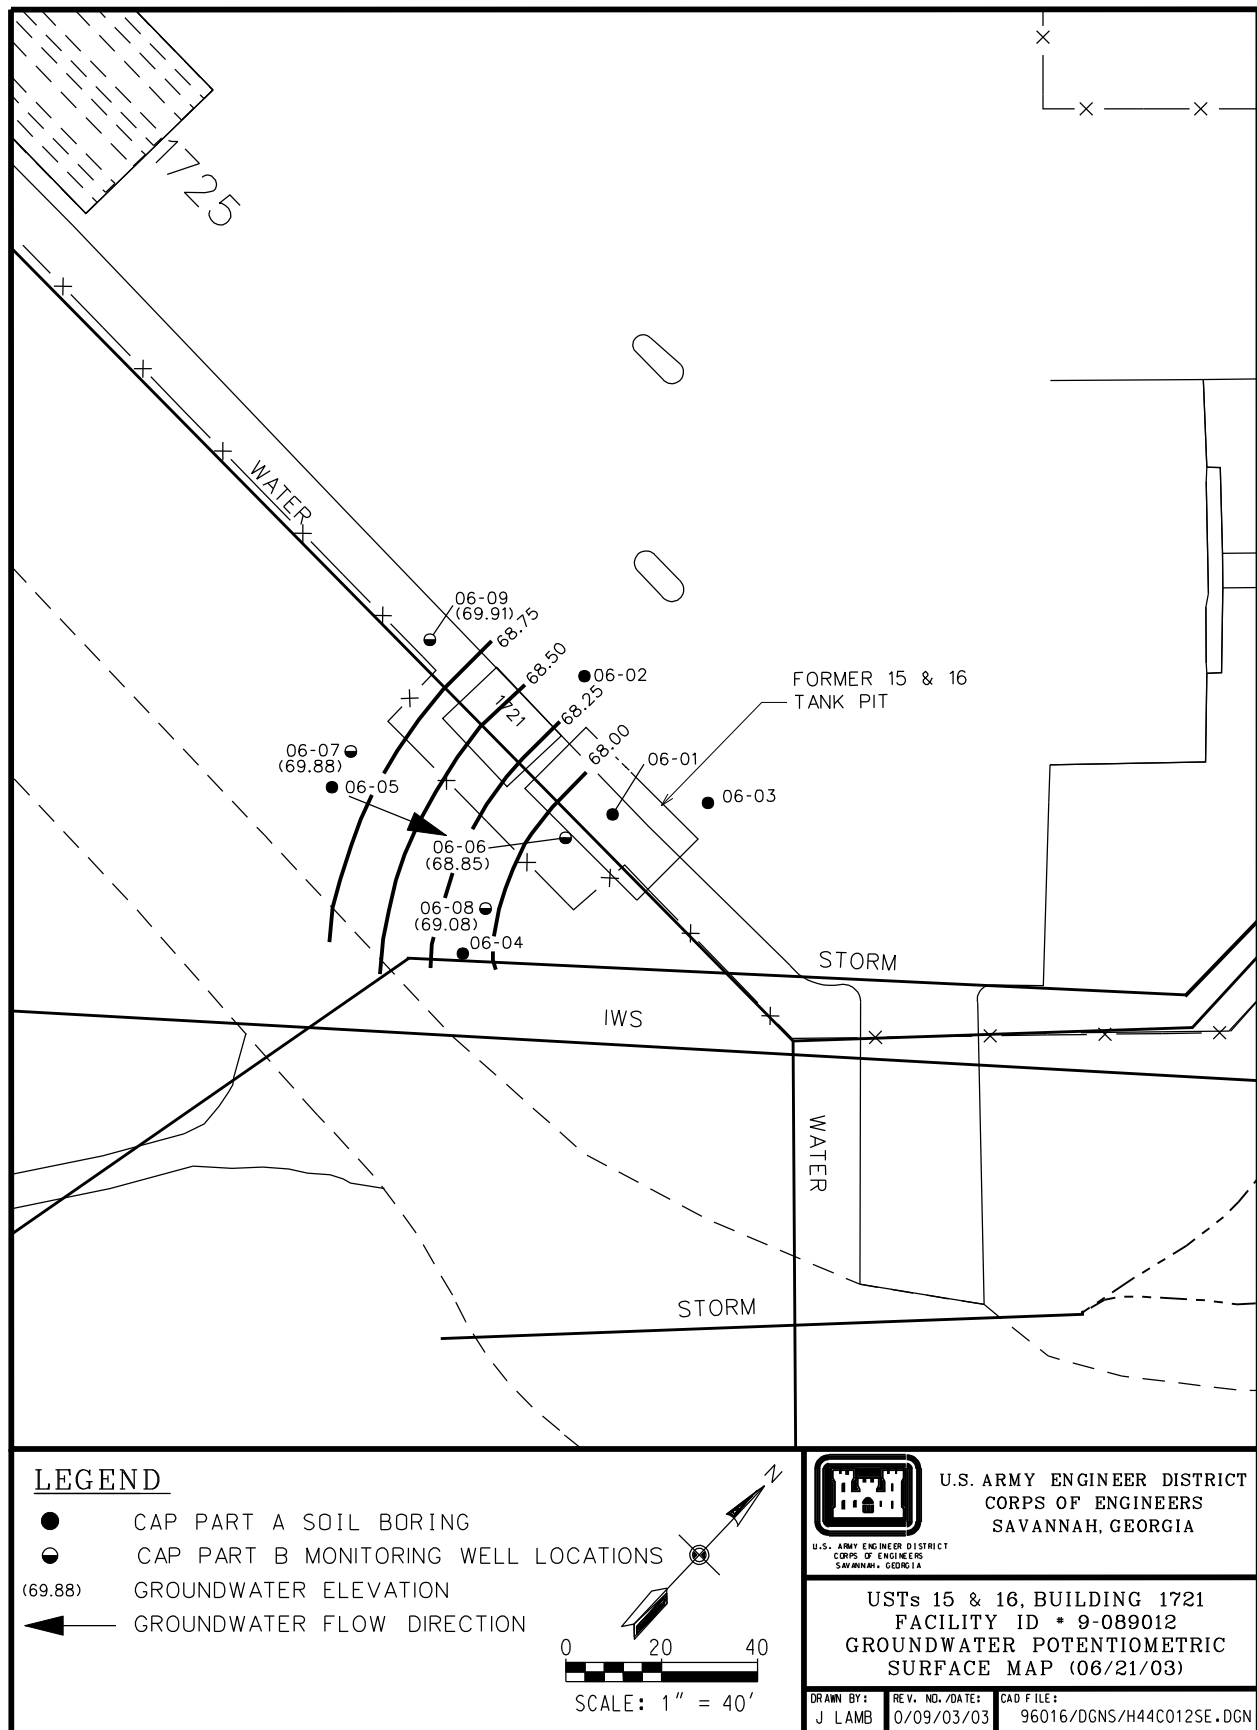 1725
WATER
06-09
(69.91)
68.75
68.50
06-02
68.25
1721
FORMER 15 & 16
TANK PIT
68.00
06-07
(69.88)
06-01
06-05
06-03
06-06
(68.85)
06-08
(69.08)
06-04
STORM
IWS
WATER
STORM
LEGEND
CAP PART A SOIL BORING
CAP PART B MONITORING WELL LOCATIONS
(69.88) GROUNDWATER ELEVATION
GROUNDWATER FLOW DIRECTION
N
0 20 40
SCALE: 1" = 40'
U.S. ARMY ENGINEER DISTRICT
CORPS OF ENGINEERS
SAVANNAH, GEORGIA
U.S. ARMY ENGINEER DISTRICT
CORPS OF ENGINEERS
SAVANNAH, GEORGIA
USTs 15 & 16, BUILDING 1721
FACILITY ID * 9-089012
GROUNDWATER POTENTIOMETRIC
SURFACE MAP (06/21/03)
DRAWN BY:
J LAMB
REV. NO./DATE:
0/09/03/03
CAD FILE:
96016/DGNS/H44C012SE.DGN